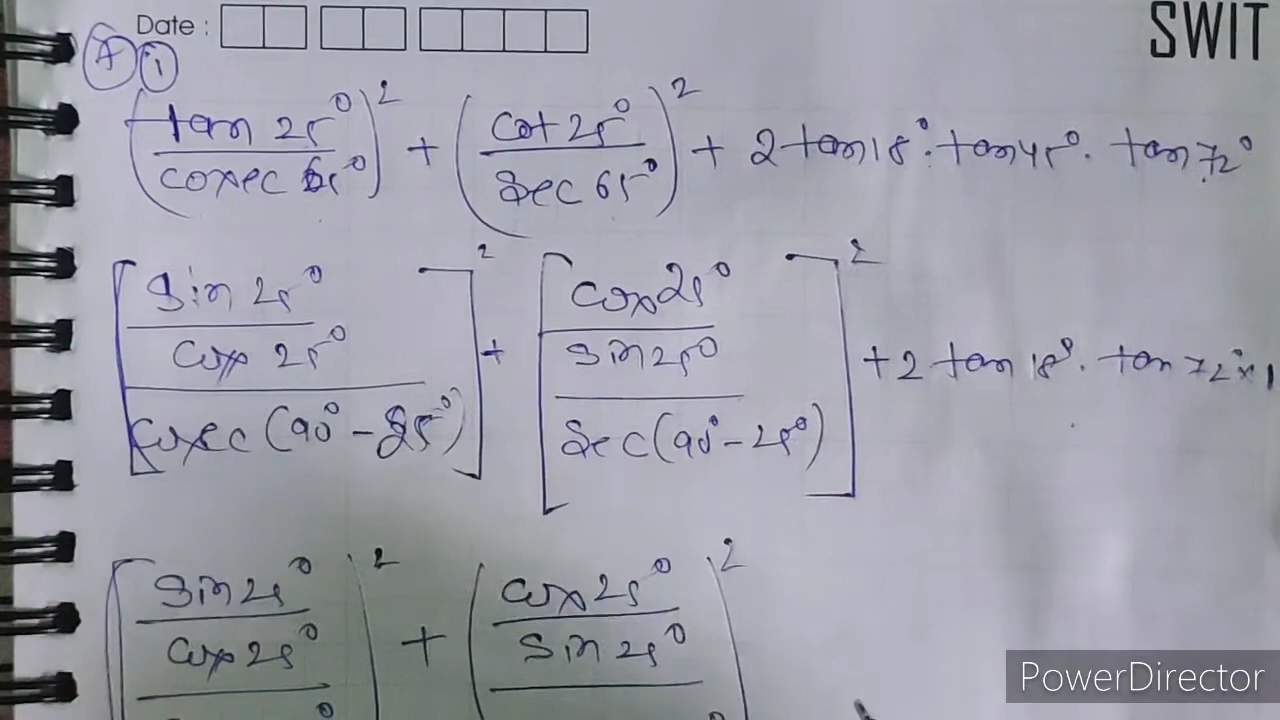 Date :
SWIT
7 i
(tan 25° / cosec 65°)² + (cot 25° / sec 65°)² + 2 tan 18° . tan 45° . tan 72°
[sin 25° / cos 25° / cosec (90° - 25°)]² + [cos 25° / sin 25° / sec (90° - 25°)]² + 2 tan 18° . tan 72° × 1
[sin 25° / cos 25° /]² + (cos 25° / sin 25° /)²
PowerDirector